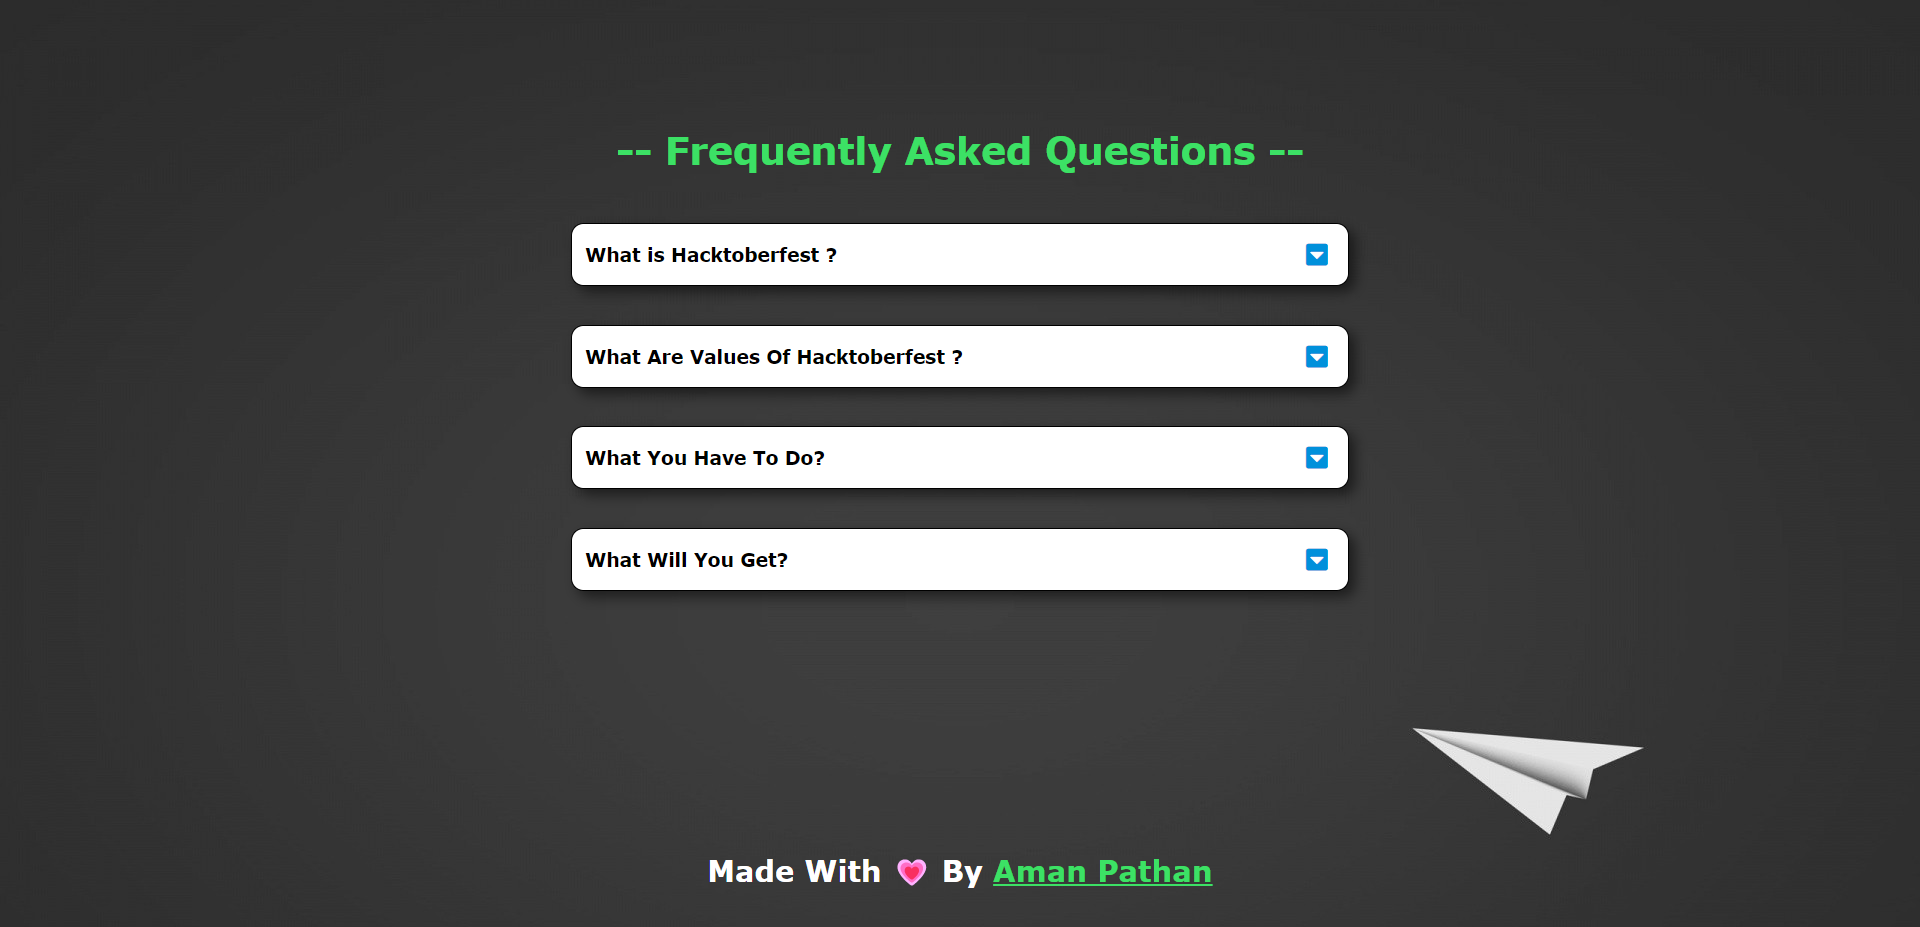 -- Frequently Asked Questions --
What is Hacktoberfest ?
What Are Values Of Hacktoberfest ?
What You Have To Do?
What Will You Get?
Made With 💗 By Aman Pathan